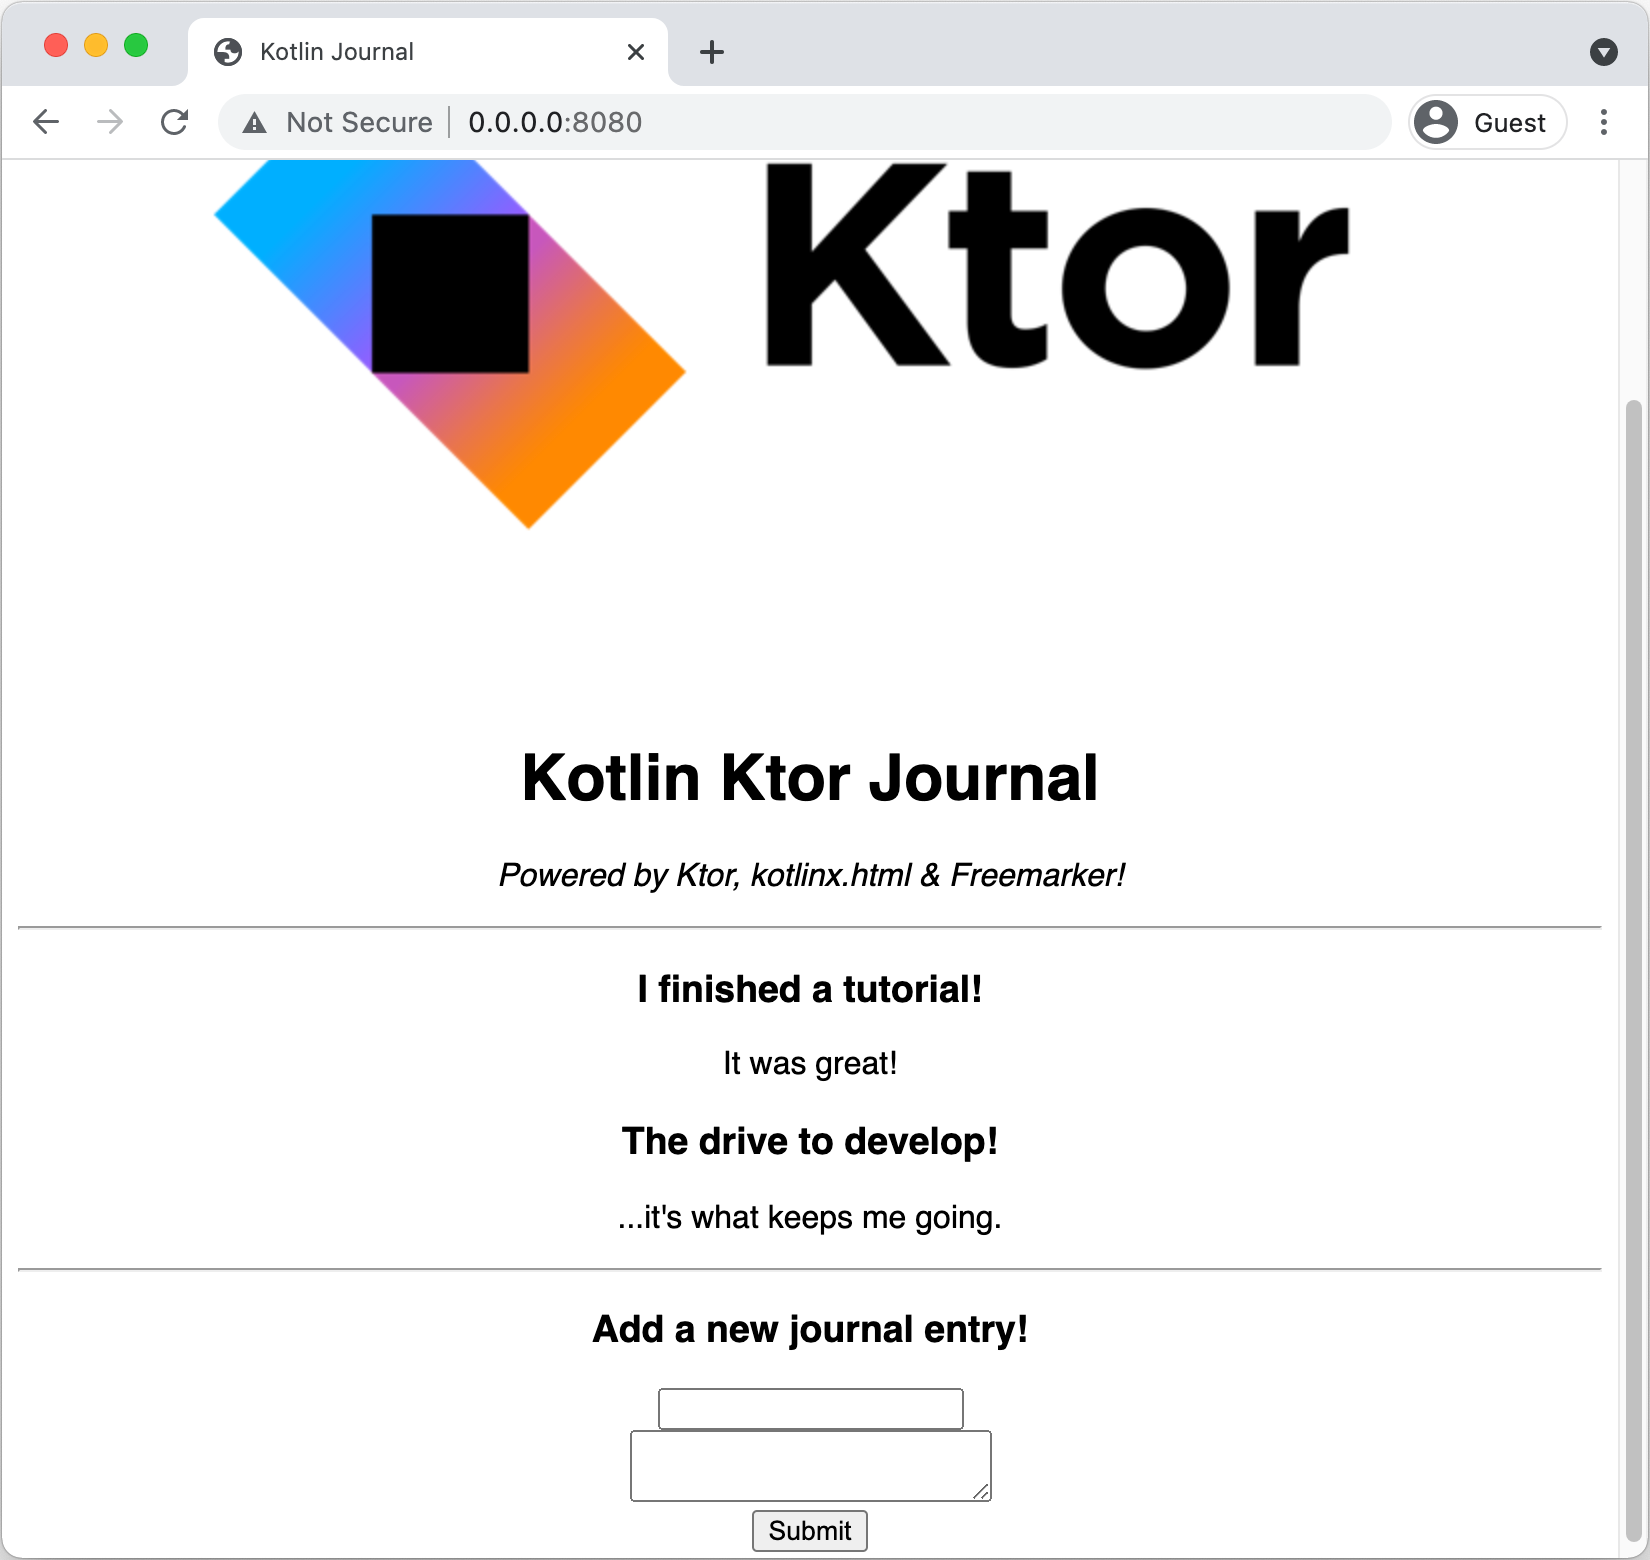 Kotlin Journal
Not Secure 0.0.0.0:8080 Guest
Ktor
Kotlin Ktor Journal
Powered by Ktor, kotlinx.html & Freemarker!
I finished a tutorial!
It was great!
The drive to develop!
...it's what keeps me going.
Add a new journal entry!
Submit